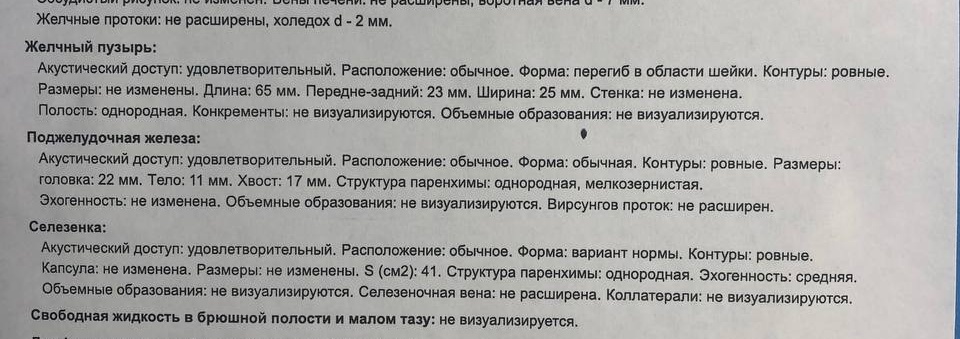 Сосудистый рисунок: не изменен. Вены печени: не расширены, воротная вена d - 7 мм.
Желчные протоки: не расширены, холедох d - 2 мм.
Желчный пузырь:
Акустический доступ: удовлетворительный. Расположение: обычное. Форма: перегиб в области шейки. Контуры: ровные.
Размеры: не изменены. Длина: 65 мм. Передне-задний: 23 мм. Ширина: 25 мм. Стенка: не изменена.
Полость: однородная. Конкременты: не визуализируются. Объемные образования: не визуализируются.
Поджелудочная железа:
Акустический доступ: удовлетворительный. Расположение: обычное. Форма: обычная. Контуры: ровные. Размеры:
головка: 22 мм. Тело: 11 мм. Хвост: 17 мм. Структура паренхимы: однородная, мелкозернистая.
Эхогенность: не изменена. Объемные образования: не визуализируются. Вирсунгов проток: не расширен.
Селезенка:
Акустический доступ: удовлетворительный. Расположение: обычное. Форма: вариант нормы. Контуры: ровные.
Капсула: не изменена. Размеры: не изменены. S (см2): 41. Структура паренхимы: однородная. Эхогенность: средняя.
Объемные образования: не визуализируются. Селезеночная вена: не расширена. Коллатерали: не визуализируются.
Свободная жидкость в брюшной полости и малом тазу: не визуализируется.